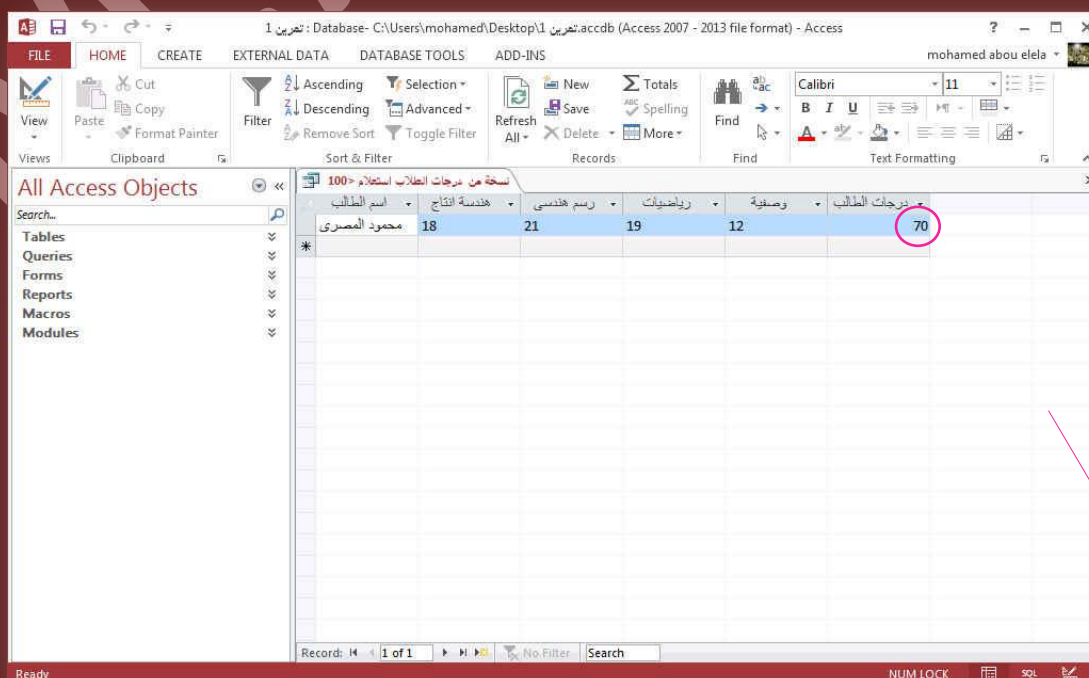 تمرين 1 : Database- C:\Users\mohamed\Desktop\1 تمرين.accdb (Access 2007 - 2013 file format) - Access
FILE HOME CREATE EXTERNAL DATA DATABASE TOOLS ADD-INS mohamed abou elela
View
Views
Paste
Cut
Copy
Format Painter
Clipboard
Filter
Ascending
Descending
Remove Sort
Selection
Advanced
Toggle Filter
Sort & Filter
Refresh All
New
Save
Delete
Totals
Spelling
More
Records
Find
Find
Calibri 11
B I U
A
Text Formatting
All Access Objects
Search...
Tables
Queries
Forms
Reports
Macros
Modules
نسخة من درجات الطلاب استعلام <100
اسم الطالب هندسة انتاج رسم هندسى رياضيات وصفية درجات الطالب
محمود المصرى 18 21 19 12 70
Record: 1 of 1 No Filter Search
Ready NUM LOCK SQL